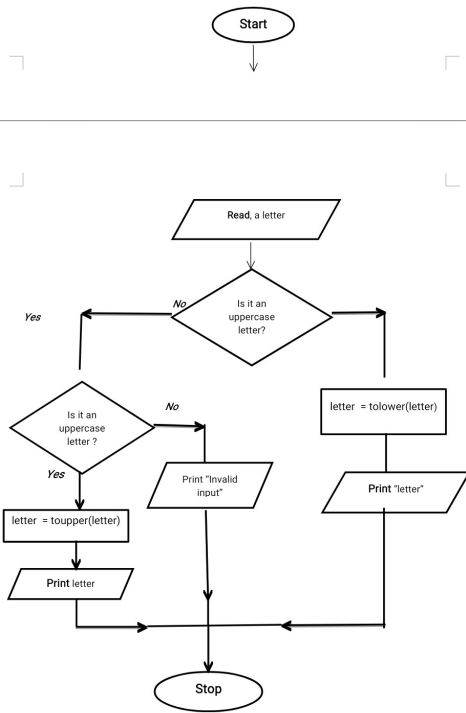 Start
Read, a letter
No
Yes
Is it an
uppercase
letter?
Is it an
uppercase
letter ?
No
Yes
letter = tolower(letter)
Print "Invalid
input"
Print "letter"
letter = toupper(letter)
Print letter
Stop